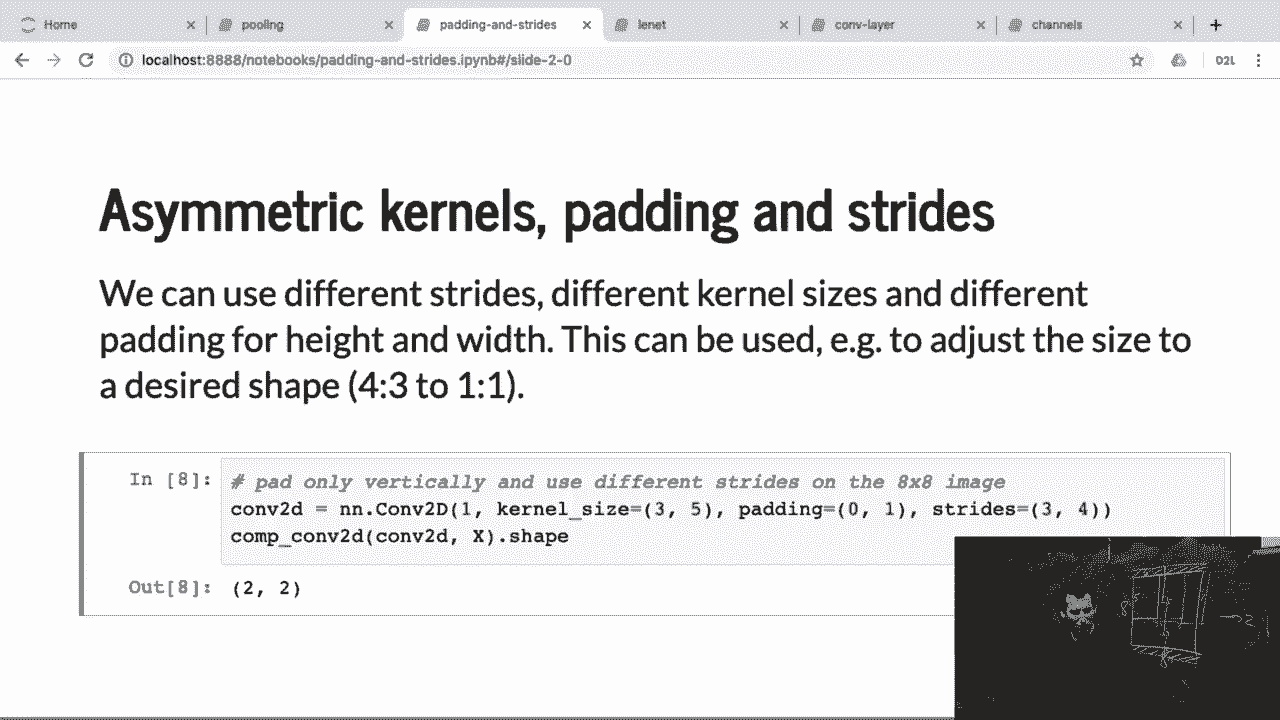 Home
pooling
padding-and-strides
lenet
conv-layer
channels
localhost:8888/notebooks/padding-and-strides.ipynb#/slide-2-0
D2L
Asymmetric kernels, padding and strides
We can use different strides, different kernel sizes and different
padding for height and width. This can be used, e.g. to adjust the size to
a desired shape (4:3 to 1:1).
In [8]:
# pad only vertically and use different strides on the 8x8 image
conv2d = nn.Conv2D(1, kernel_size=(3, 5), padding=(0, 1), strides=(3, 4))
comp_conv2d(conv2d, X).shape
Out[8]: (2, 2)